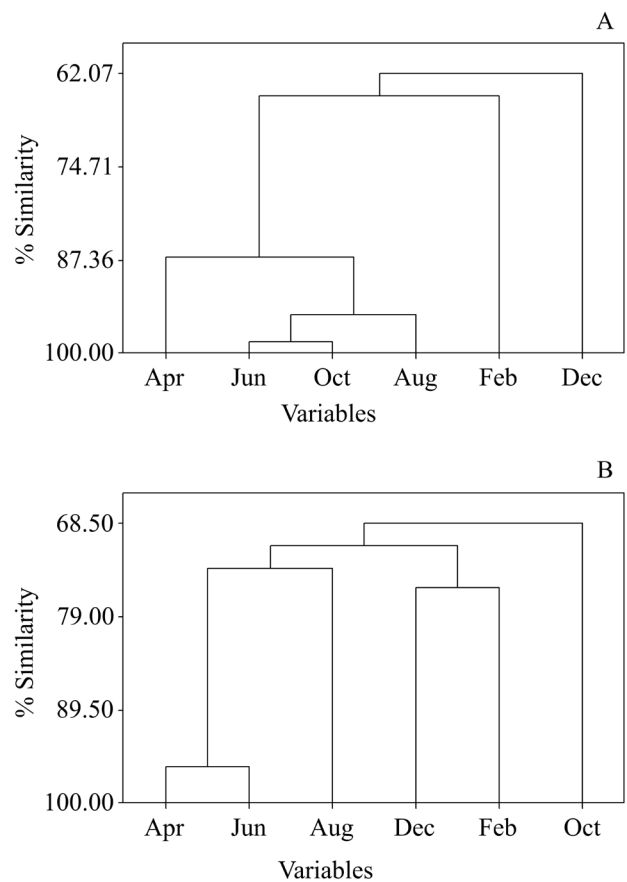 A
62.07
74.71
87.36
100.00
% Similarity
Apr Jun Oct Aug Feb Dec
Variables
B
68.50
79.00
89.50
100.00
% Similarity
Apr Jun Aug Dec Feb Oct
Variables